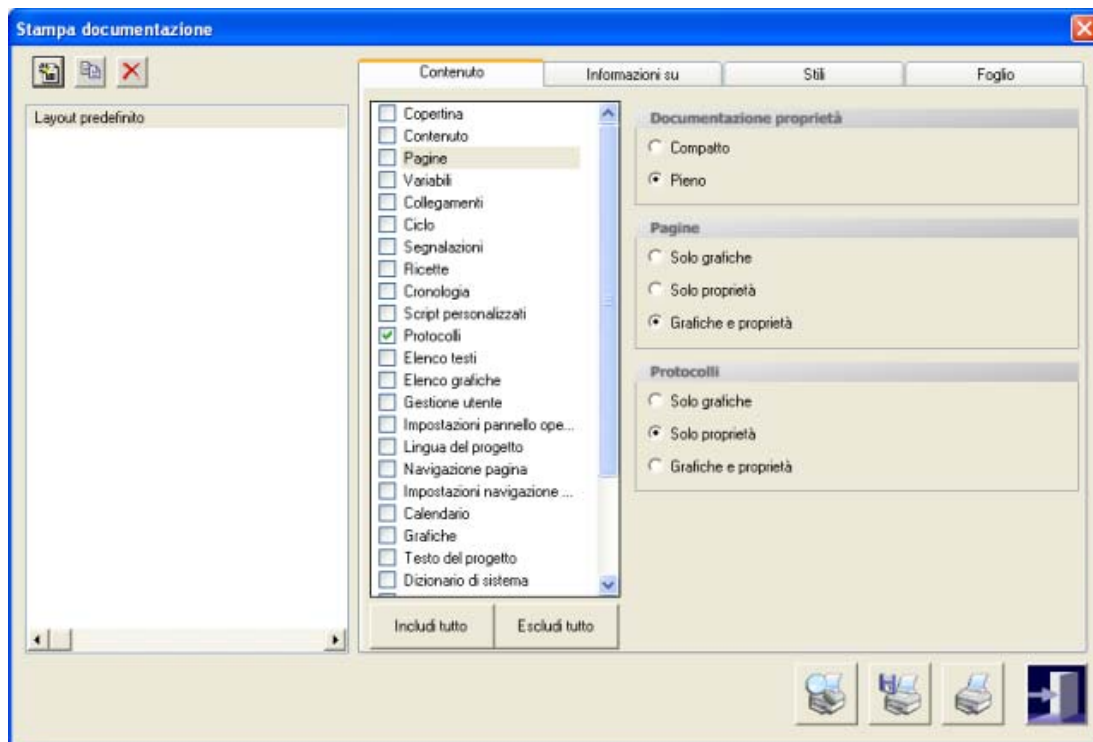 Stampa documentazione
Layout predefinito
Contenuto
Informazioni su
Stili
Foglio
Copertina
Contenuto
Pagine
Variabili
Collegamenti
Ciclo
Segnalazioni
Ricette
Cronologia
Script personalizzati
Protocolli
Elenco testi
Elenco grafiche
Gestione utente
Impostazioni pannello ope...
Lingua del progetto
Navigazione pagina
Impostazioni navigazione ...
Calendario
Grafiche
Testo del progetto
Dizionario di sistema
Includi tutto
Escludi tutto
Documentazione proprietà
Compatto
Pieno
Pagine
Solo grafiche
Solo proprietà
Grafiche e proprietà
Protocolli
Solo grafiche
Solo proprietà
Grafiche e proprietà